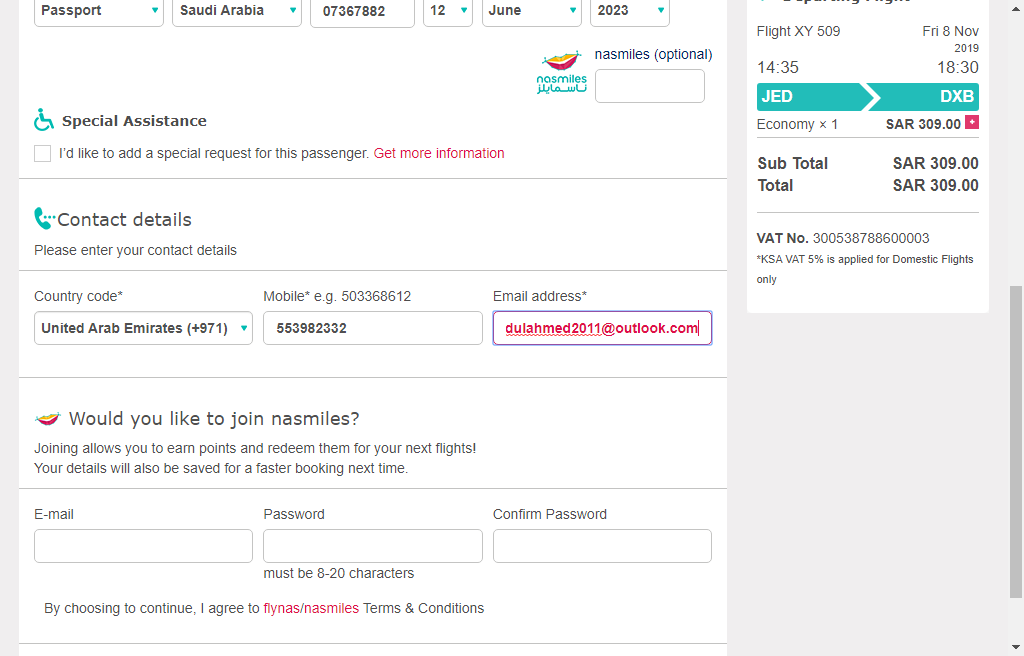 Passport Saudi Arabia 07367882 12 June 2023
nasmiles (optional)
nasmiles
ناسمايلز
Special Assistance
I'd like to add a special request for this passenger. Get more information
Contact details
Please enter your contact details
Country code* Mobile* e.g. 503368612 Email address*
United Arab Emirates (+971) 553982332 dulahmed2011@outlook.com
Would you like to join nasmiles?
Joining allows you to earn points and redeem them for your next flights!
Your details will also be saved for a faster booking next time.
E-mail Password Confirm Password
must be 8-20 characters
By choosing to continue, I agree to flynas/nasmiles Terms & Conditions
Departing Flight
Flight XY 509 Fri 8 Nov
2019
14:35 18:30
JED DXB
Economy × 1 SAR 309.00 +
Sub Total SAR 309.00
Total SAR 309.00
VAT No. 300538788600003
*KSA VAT 5% is applied for Domestic Flights
only